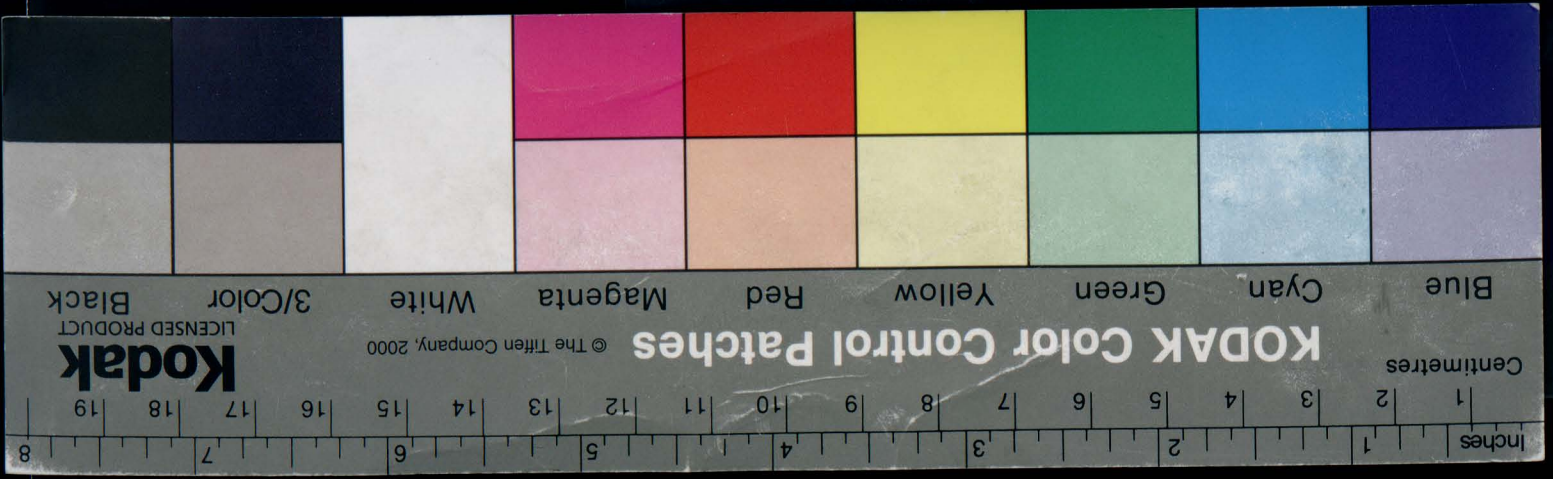 Inches 1 2 3 4 5 6 7 8
Centimetres 1 2 3 4 5 6 7 8 9 10 11 12 13 14 15 16 17 18 19
KODAK Color Control Patches
© The Tiffen Company, 2000
Kodak
LICENSED PRODUCT
Blue Cyan Green Yellow Red Magenta White 3/Color Black